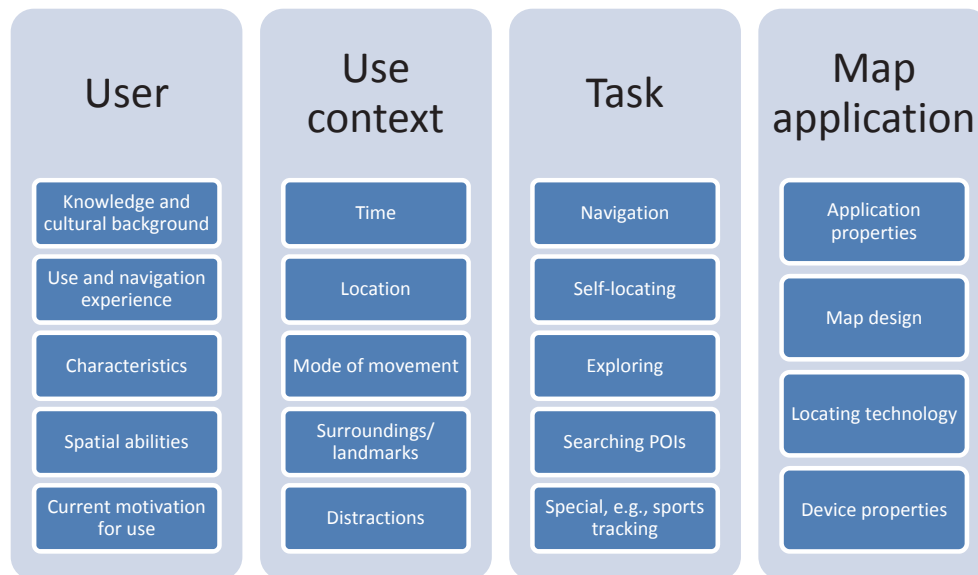 User
Knowledge and
cultural background
Use and navigation
experience
Characteristics
Spatial abilities
Current motivation
for use
Use
context
Time
Location
Mode of movement
Surroundings/
landmarks
Distractions
Task
Navigation
Self-locating
Exploring
Searching POIs
Special, e.g., sports
tracking
Map
application
Application
properties
Map design
Locating technology
Device properties